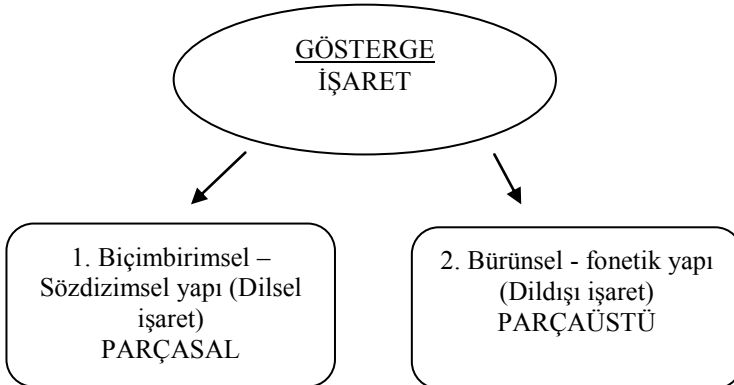 GÖSTERGE
İŞARET
1. Biçimbirimsel –
Sözdizimsel yapı (Dilsel
işaret)
PARÇASAL
2. Bürünsel - fonetik yapı
(Dildışı işaret)
PARÇAÜSTÜ